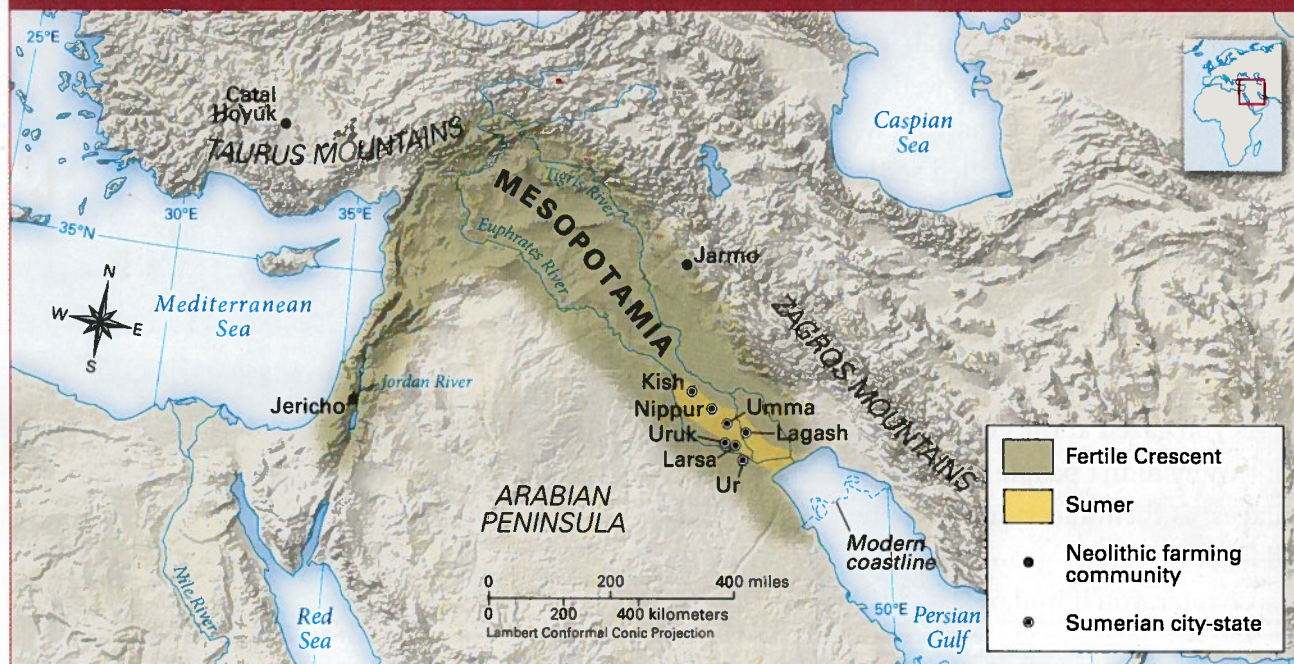 25°E
Catal
Hoyuk
TAURUS MOUNTAINS
Caspian
Sea
30°E
35°E
35°N
Tigris River
MESOPOTAMIA
Euphrates River
Jarmo
N
W
E
S
Mediterranean
Sea
ZAGROS MOUNTAINS
Jordan River
Jericho
Kish
Nippur
Umma
Uruk
Lagash
Larsa
Ur
ARABIAN
PENINSULA
Modern
coastline
Nile River
Red
Sea
0 200 400 miles
0 200 400 kilometers
Lambert Conformal Conic Projection
50°E
Persian
Gulf
Fertile Crescent
Sumer
Neolithic farming
community
Sumerian city-state